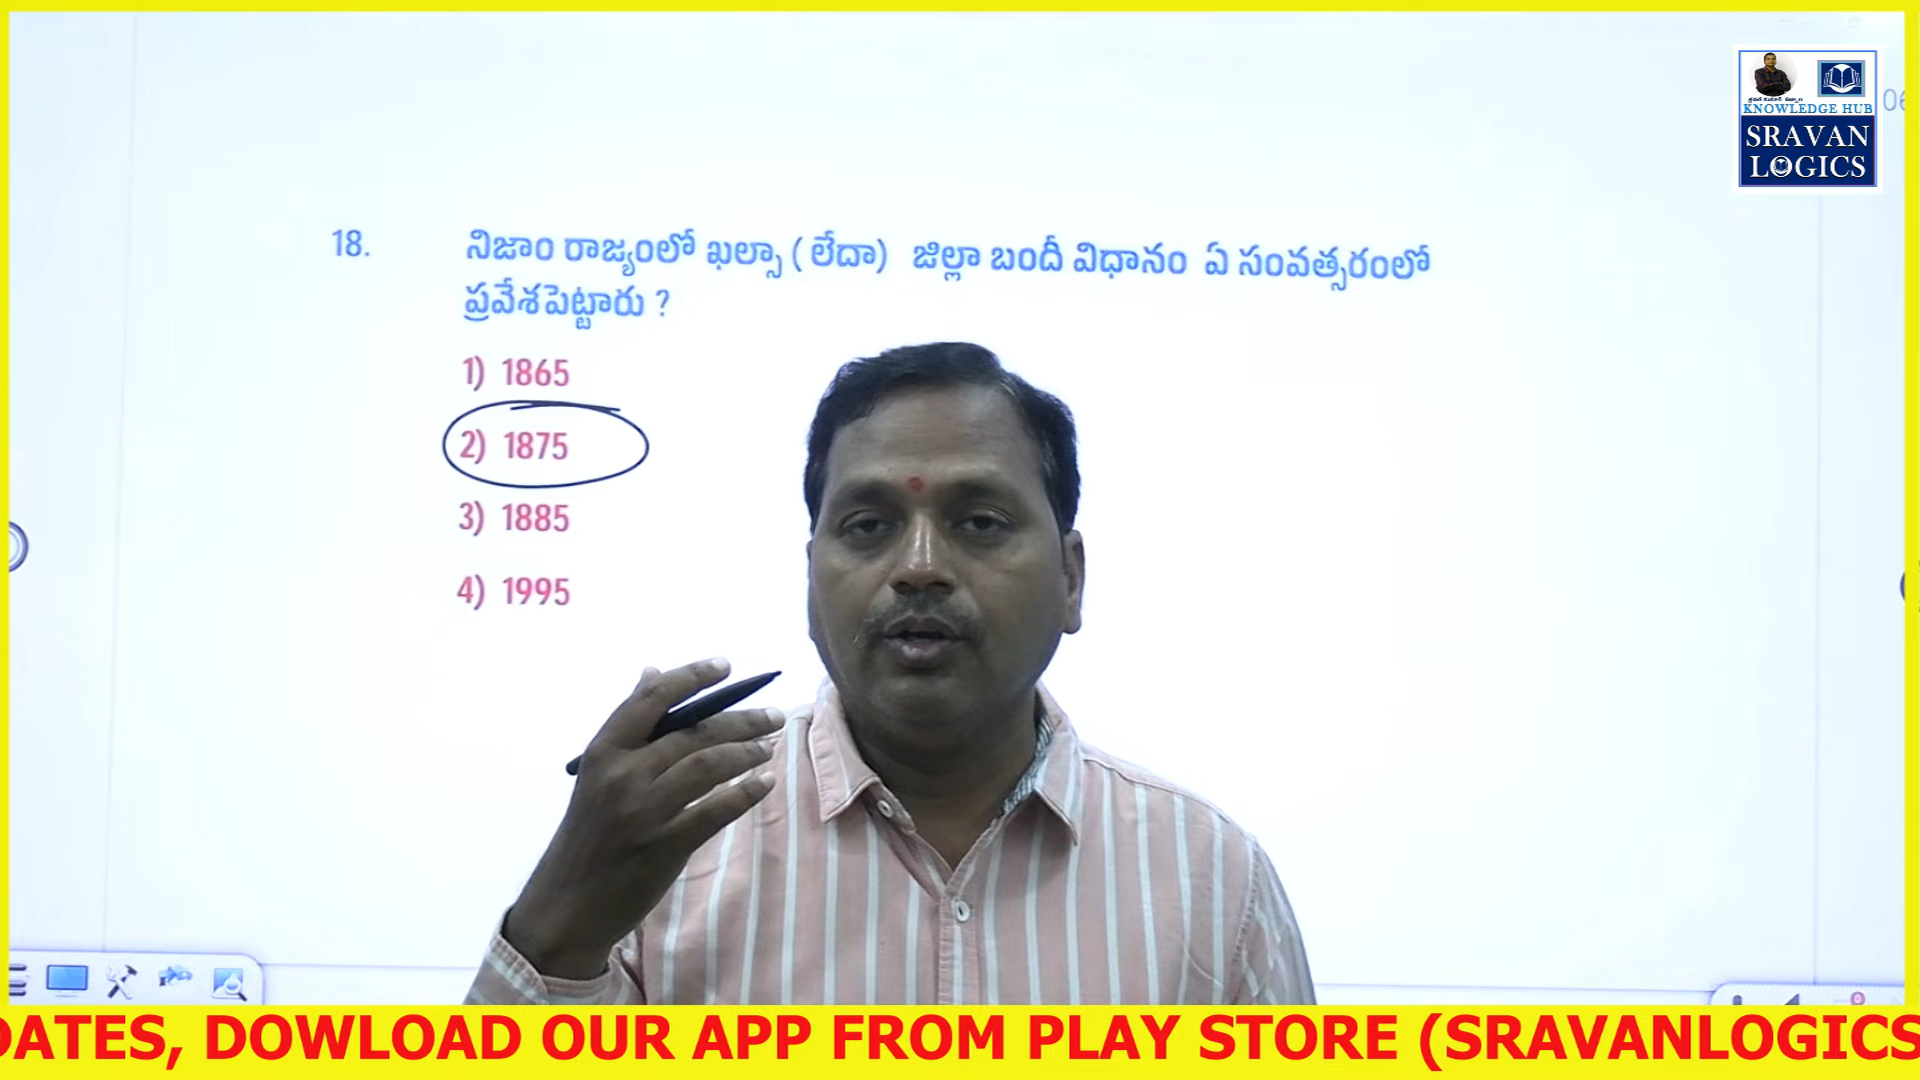 KNOWLEDGE HUB
SRAVAN
LOGICS
06
18. నిజాం రాజ్యంలో ఖల్సా ( లేదా) జిల్లా బందీ విధానం ఏ సంవత్సరంలో
ప్రవేశపెట్టారు ?
1) 1865
2) 1875
3) 1885
4) 1995
DATES, DOWLOAD OUR APP FROM PLAY STORE (SRAVANLOGICS